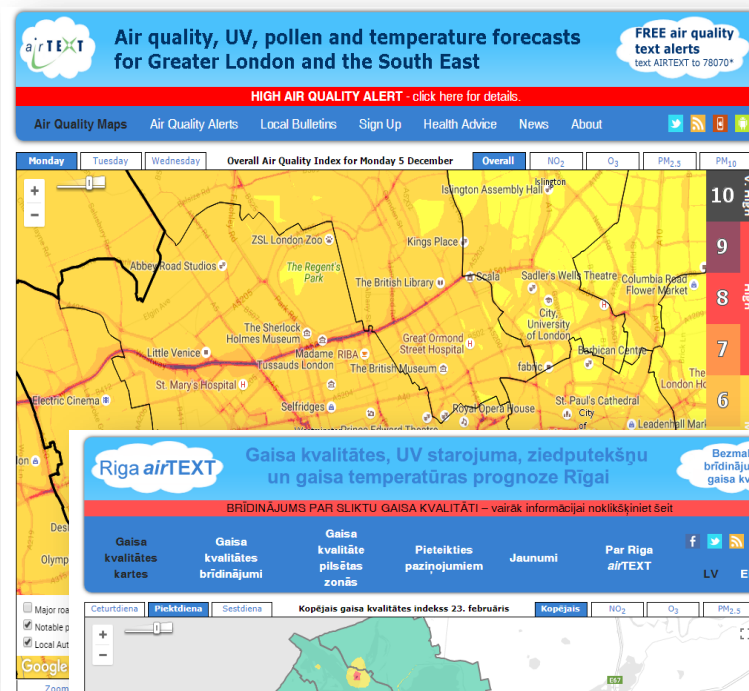 airTEXT
Air quality, UV, pollen and temperature forecasts
for Greater London and the South East
FREE air quality
text alerts
text AIRTEXT to 78070*
HIGH AIR QUALITY ALERT - click here for details.
Air Quality Maps Air Quality Alerts Local Bulletins Sign Up Health Advice News About
Monday Tuesday Wednesday Overall Air Quality Index for Monday 5 December Overall NO2 O3 PM2.5 PM10
+
−
Islington Assembly Hall
Islington
10
ZSL London Zoo
Kings Place
9
Abbey Road Studios
The Regent's
Park
The British Library
Scala
Sadler's Wells Theatre
Columbia Road
Flower Market
8
City,
University
of London
The Sherlock
Holmes Museum
Great Ormond
Street Hospital
7
Little Venice
Madame
Tussauds London
RIBA
The British Museum
Barbican Centre
fabric
St. Mary's Hospital
The
London Ho
6
Electric Cinema
Selfridges
Royal Opera House
St. Paul's Cathedral
City
of
Leadenhall Mark
Prince Edward Theatre
Riga airTEXT
Gaisa kvalitātes, UV starojuma, ziedputekšņu
un gaisa temperatūras prognoze Rīgai
Bezmal
brīdināju
gaisa kv
BRĪDINĀJUMS PAR SLIKTU GAISA KVALITĀTI – vairāk informācijai noklikšķiniet šeit
Gaisa
kvalitātes
kartes
Gaisa
kvalitātes
brīdinājumi
Gaisa
kvalitāte
pilsētas
zonās
Pieteikties
paziņojumiem
Jaunumi
Par Riga
airTEXT
LV E
Des
Olymp
Ceturtdiena Piektdiena Sestdiena Kopējais gaisa kvalitātes indekss 23. februāris Kopējais NO2 O3 PM2.5
+
−
E67
Major roa
Notable p
Local Aut
Google
Zoom